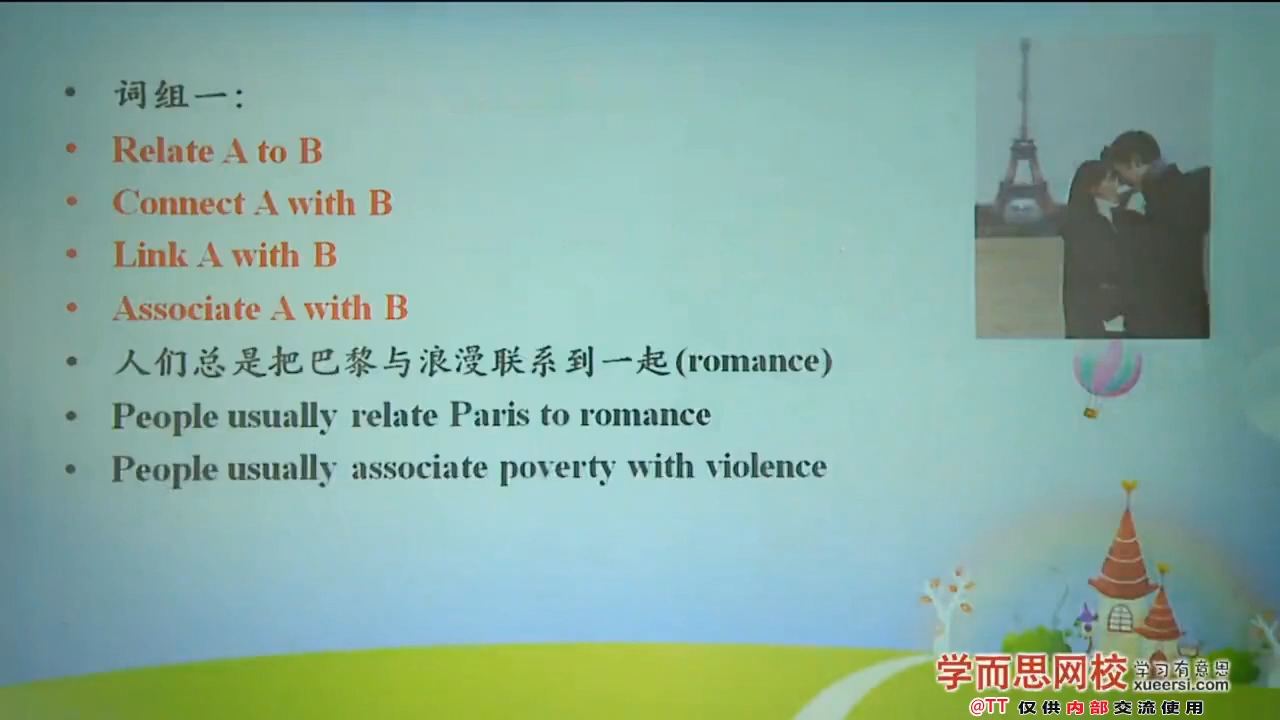 词组一:
Relate A to B
Connect A with B
Link A with B
Associate A with B
人们总是把巴黎与浪漫联系到一起(romance)
People usually relate Paris to romance
People usually associate poverty with violence
学而思网校 学习有意思
xueersi.com
@TT 仅供内部交流使用